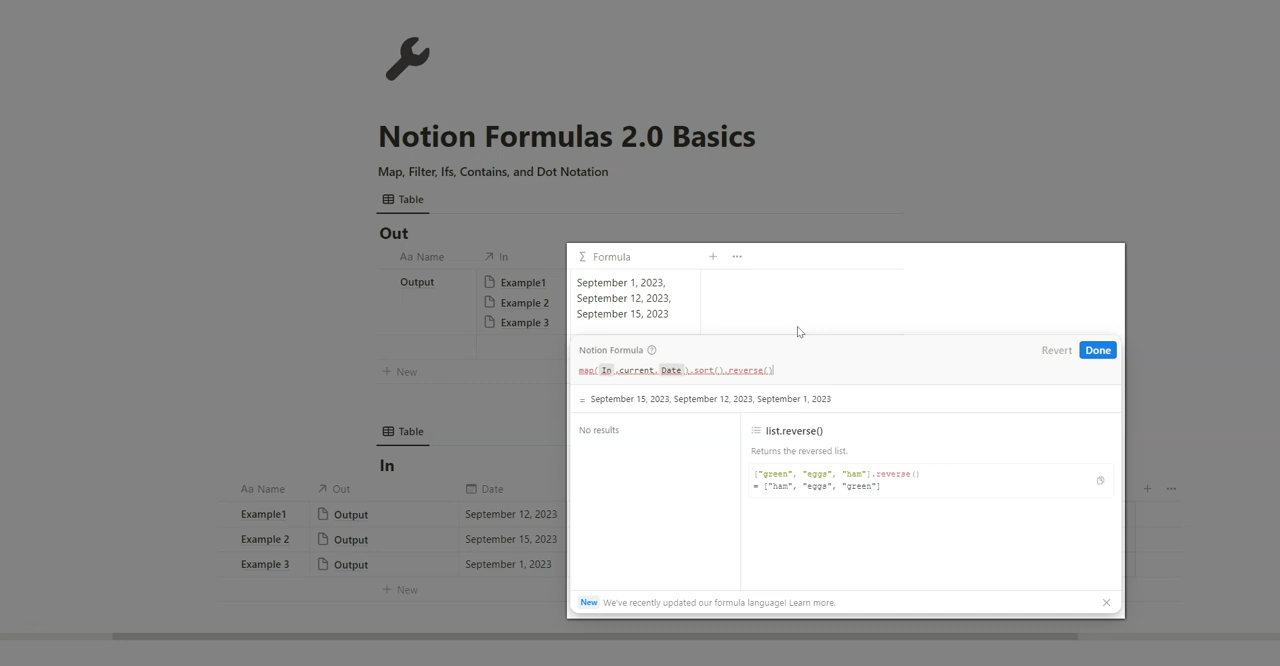 Notion Formulas 2.0 Basics
Map, Filter, Ifs, Contains, and Dot Notation
Table
Out
Aa Name
In
Σ Formula
+
...
Output
Example1
Example 2
Example 3
September 1, 2023,
September 12, 2023,
September 15, 2023
Notion Formula
Revert
Done
map( In ,current. Date ).sort().reverse()
= September 15, 2023, September 12, 2023, September 1, 2023
+ New
No results
list.reverse()
Returns the reversed list.
["green", "eggs", "ham"].reverse()
= ["ham", "eggs", "green"]
New We've recently updated our formula language! Learn more.
Table
In
Aa Name
Out
Date
+
...
Example1 Output September 12, 2023
Example 2 Output September 15, 2023
Example 3 Output September 1, 2023
+ New